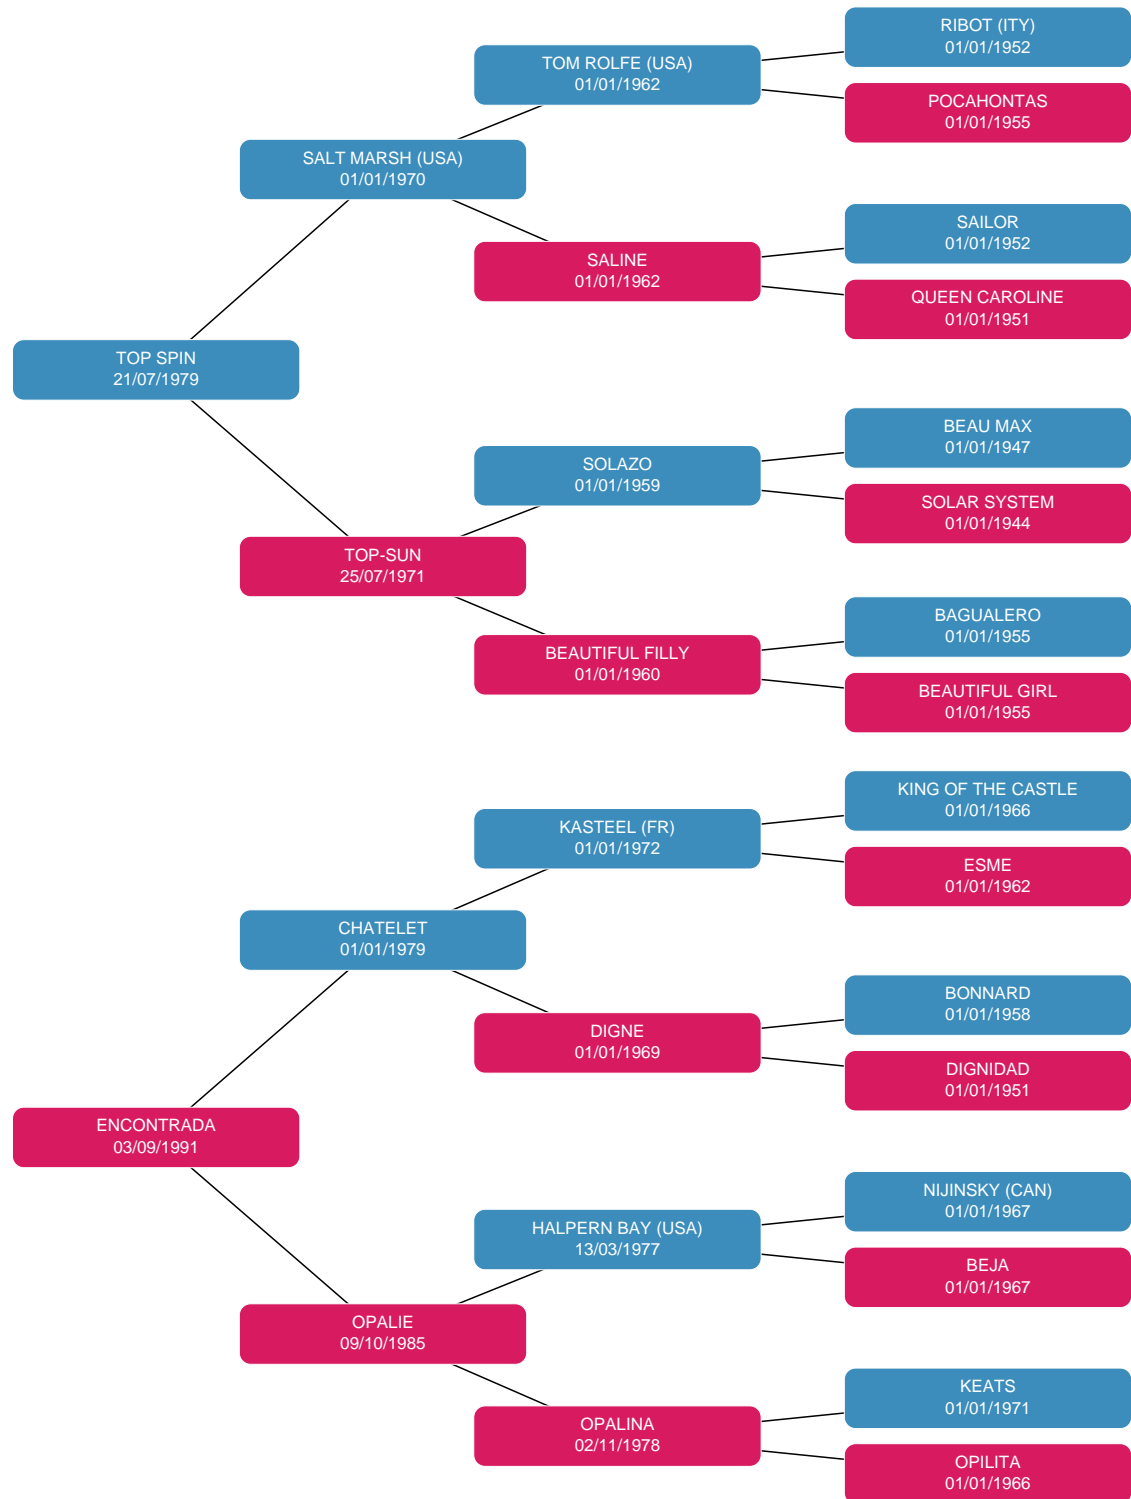 RIBOT (ITY)
01/01/1952
TOM ROLFE (USA)
01/01/1962
POCAHONTAS
01/01/1955
SALT MARSH (USA)
01/01/1970
SAILOR
01/01/1952
SALINE
01/01/1962
QUEEN CAROLINE
01/01/1951
TOP SPIN
21/07/1979
BEAU MAX
01/01/1947
SOLAZO
01/01/1959
SOLAR SYSTEM
01/01/1944
TOP-SUN
25/07/1971
BAGUALERO
01/01/1955
BEAUTIFUL FILLY
01/01/1960
BEAUTIFUL GIRL
01/01/1955
KING OF THE CASTLE
01/01/1966
KASTEEL (FR)
01/01/1972
ESME
01/01/1962
CHATELET
01/01/1979
BONNARD
01/01/1958
DIGNE
01/01/1969
DIGNIDAD
01/01/1951
ENCONTRADA
03/09/1991
NIJINSKY (CAN)
01/01/1967
HALPERN BAY (USA)
13/03/1977
BEJA
01/01/1967
OPALIE
09/10/1985
KEATS
01/01/1971
OPALINA
02/11/1978
OPILITA
01/01/1966